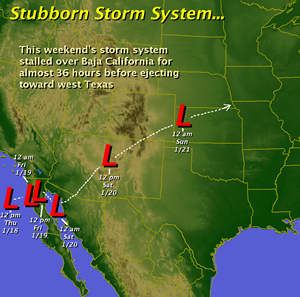 Stubborn Storm System...
This weekend's storm system
stalled over Baja California for
almost 36 hours before ejecting
toward west Texas
L
12 am
Sun
1/21
L
12 pm
Sat
1/20
12 am
Fri
1/19
L
12 pm
Thu
1/18
L
L
12 pm
Fri
1/19
L
12 am
Sat
1/20